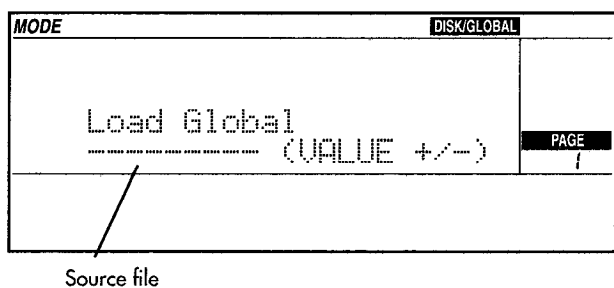 MODE DISK/GLOBAL
Load Global
--------- (VALUE +/-)
PAGE
1
Source file